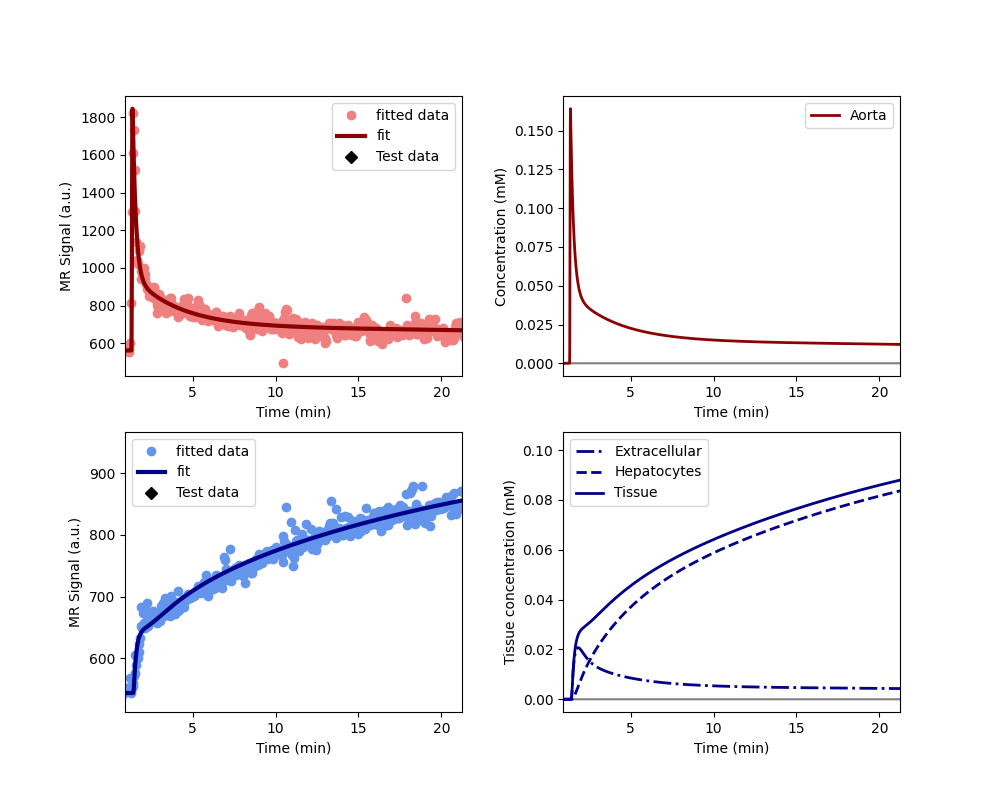 MR Signal (a.u.)
1800
1600
1400
1200
1000
800
600
fitted data
fit
Test data
5
10
15
20
Time (min)
Concentration (mM)
0.150
0.125
0.100
0.075
0.050
0.025
0.000
Aorta
5
10
15
20
Time (min)
MR Signal (a.u.)
900
800
700
600
fitted data
fit
Test data
5
10
15
20
Time (min)
Tissue concentration (mM)
0.10
0.08
0.06
0.04
0.02
0.00
Extracellular
Hepatocytes
Tissue
5
10
15
20
Time (min)